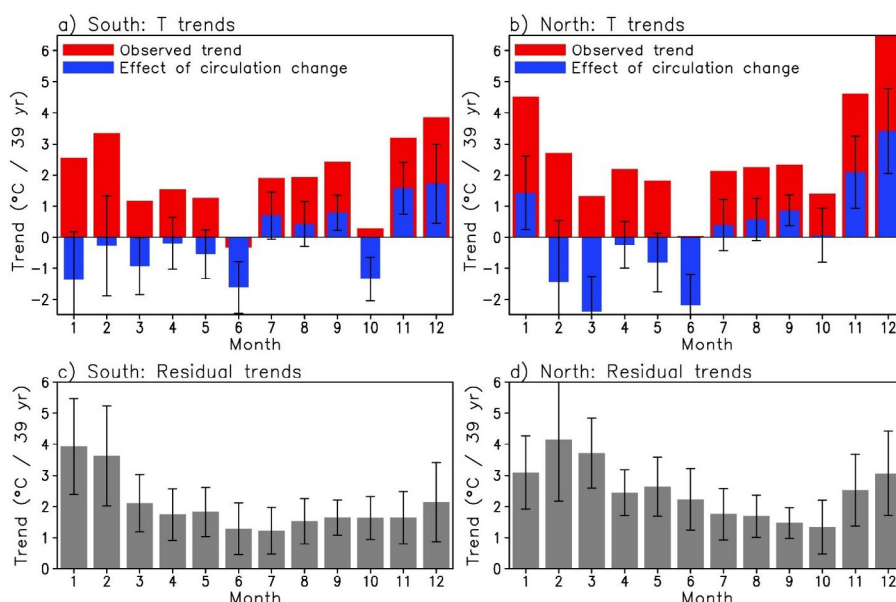 a) South: T trends
6
5
4
3
2
1
0
−1
−2
Trend (°C / 39 yr)
Observed trend
Effect of circulation change
1 2 3 4 5 6 7 8 9 10 11 12
Month
b) North: T trends
6
5
4
3
2
1
0
−1
−2
Trend (°C / 39 yr)
Observed trend
Effect of circulation change
1 2 3 4 5 6 7 8 9 10 11 12
Month
c) South: Residual trends
6
5
4
3
2
1
0
Trend (°C / 39 yr)
1 2 3 4 5 6 7 8 9 10 11 12
Month
d) North: Residual trends
6
5
4
3
2
1
0
Trend (°C / 39 yr)
1 2 3 4 5 6 7 8 9 10 11 12
Month